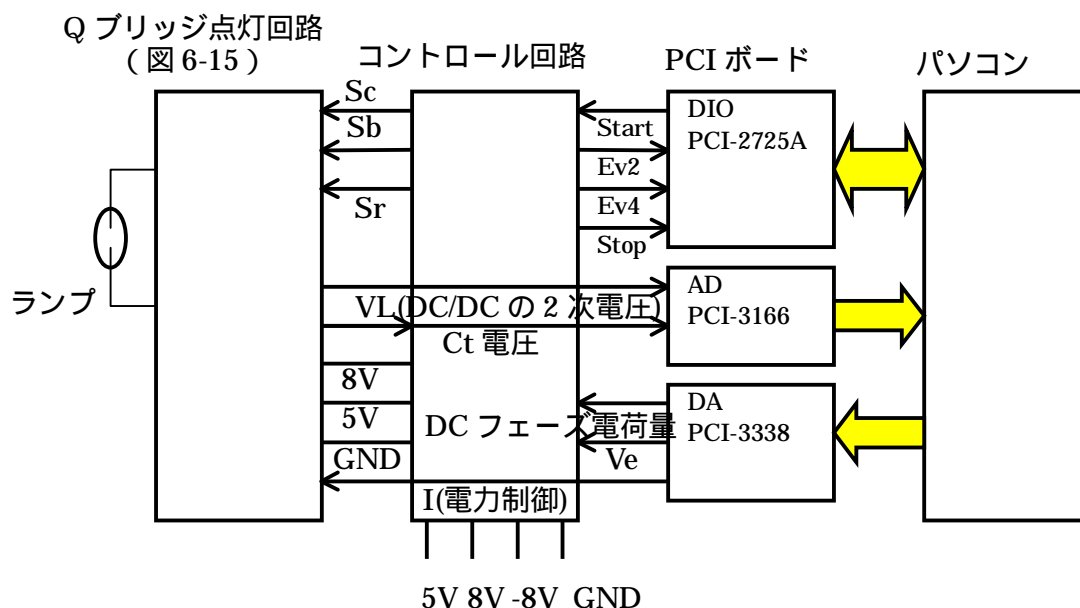 Q ブリッジ点灯回路
( 図 6-15 )
コントロール回路
PCI ボード
パソコン
Sc
Sb
Sr
Start
Ev2
Ev4
Stop
DIO
PCI-2725A
ランプ
VL(DC/DC の 2 次電圧)
Ct 電圧
AD
PCI-3166
8V
5V
GND
DC フェーズ電荷量
Ve
DA
PCI-3338
I(電力制御)
5V 8V -8V GND